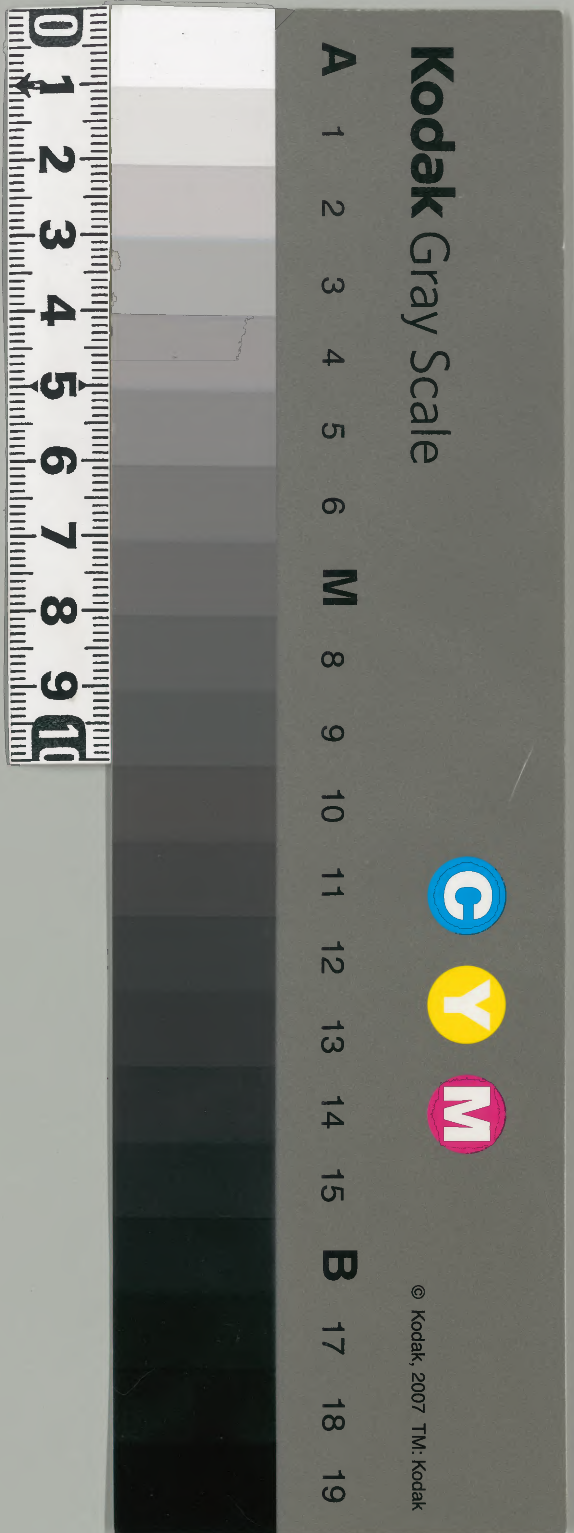 Kodak Gray Scale
C Y M
© Kodak, 2007 TM: Kodak
A 1 2 3 4 5 6 M 8 9 10 11 12 13 14 15 B 17 18 19
0 1 2 3 4 5 6 7 8 9 10